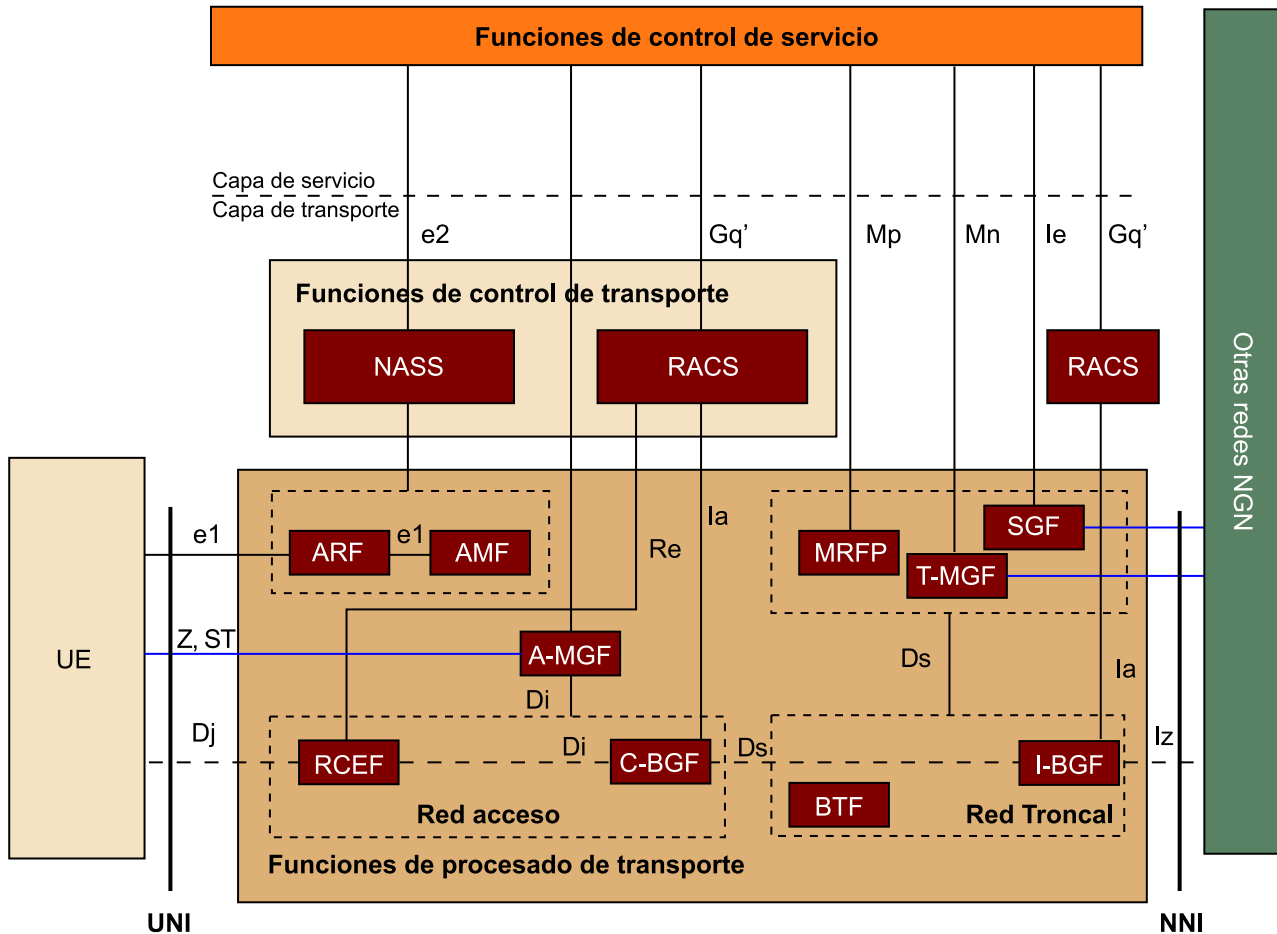 Funciones de control de servicio
Capa de servicio
Capa de transporte
e2
Gq’
Mp
Mn
Ie
Gq’
Funciones de control de transporte
NASS
RACS
RACS
Otras redes NGN
UE
e1
ARF
e1
AMF
Re
Ia
MRFP
SGF
T-MGF
Z, ST
A-MGF
Di
Ds
Ia
Dj
RCEF
Di
C-BGF
Ds
I-BGF
Iz
BTF
Red acceso
Red Troncal
Funciones de procesado de transporte
UNI
NNI